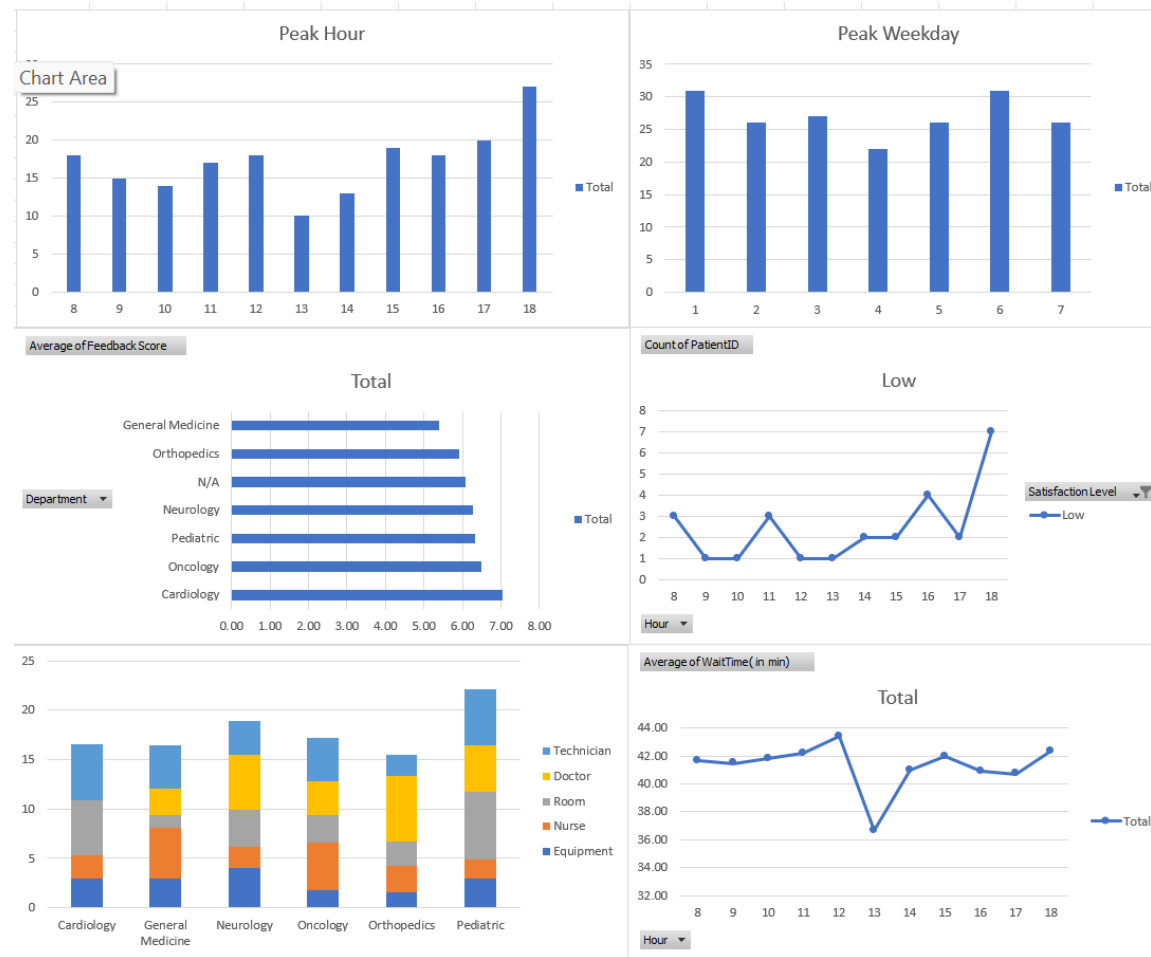 Peak Hour
30
Chart Area
25
20
15
10
5
0
8 9 10 11 12 13 14 15 16 17 18
Total
Peak Weekday
35
30
25
20
15
10
5
0
1 2 3 4 5 6 7
Total
Average of Feedback Score
Total
General Medicine
Orthopedics
N/A
Neurology
Pediatric
Oncology
Cardiology
0.00 1.00 2.00 3.00 4.00 5.00 6.00 7.00 8.00
Department
Total
Count of PatientID
Low
8
7
6
5
4
3
2
1
0
8 9 10 11 12 13 14 15 16 17 18
Satisfaction Level
Low
Hour
25
20
15
10
5
0
Cardiology General Medicine Neurology Oncology Orthopedics Pediatric
Technician
Doctor
Room
Nurse
Equipment
Average of WaitTime( in min)
Total
44.00
42.00
40.00
38.00
36.00
34.00
32.00
8 9 10 11 12 13 14 15 16 17 18
Total
Hour